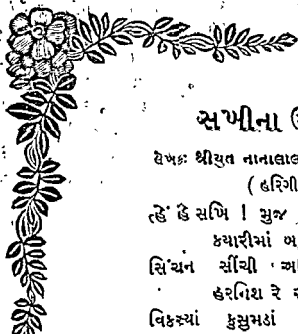 સખીના
લેખકઃ શ્રીયુત નાનાલાલ
(હરિગી
ત્હેં હે સખિ ! મુજ
ક્યારીમાં બ
સિંચન સીંચી અ
હરનિશ રે
વિકસ્યાં કુસુમડાં